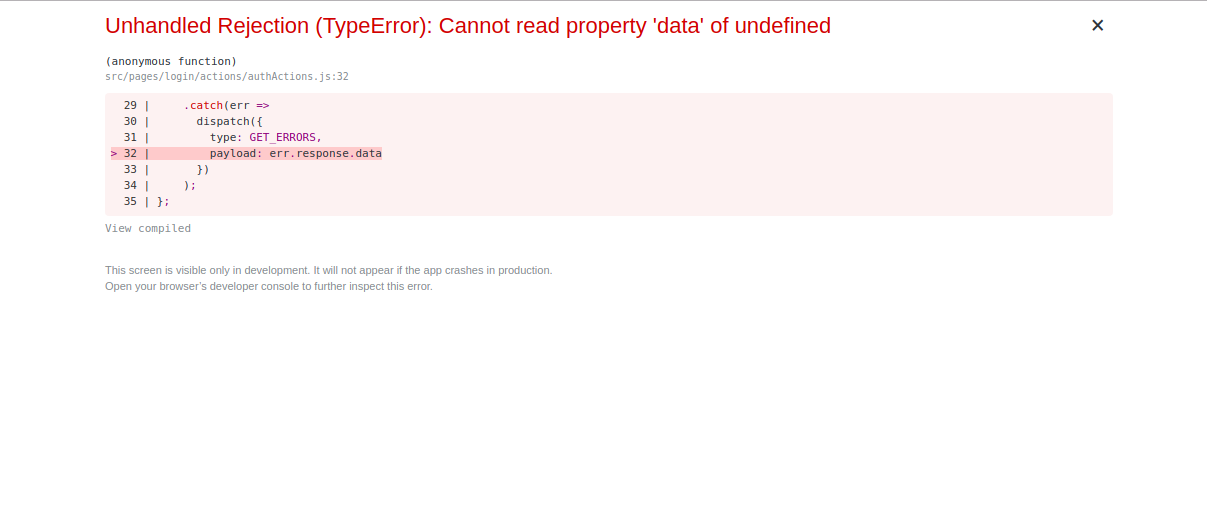 Unhandled Rejection (TypeError): Cannot read property 'data' of undefined
×
(anonymous function)
src/pages/login/actions/authActions.js:32
  29 |     .catch(err =>
  30 |       dispatch({
  31 |         type: GET_ERRORS,
> 32 |         payload: err.response.data
  33 |       })
  34 |     );
  35 | };
View compiled
This screen is visible only in development. It will not appear if the app crashes in production.
Open your browser’s developer console to further inspect this error.